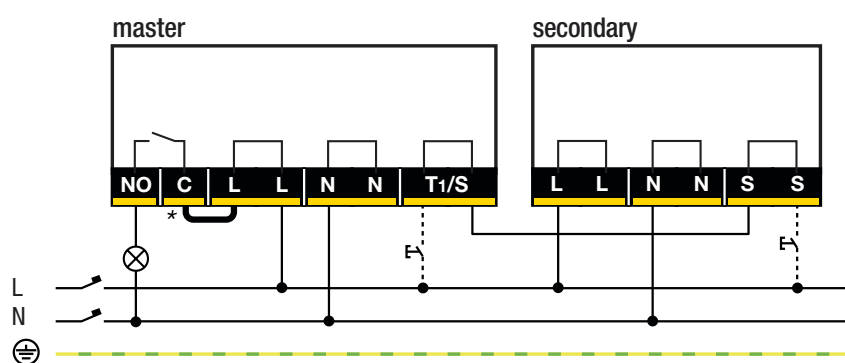 master secondary
NO C L L N N T1/S L L N N S S
*
L
N